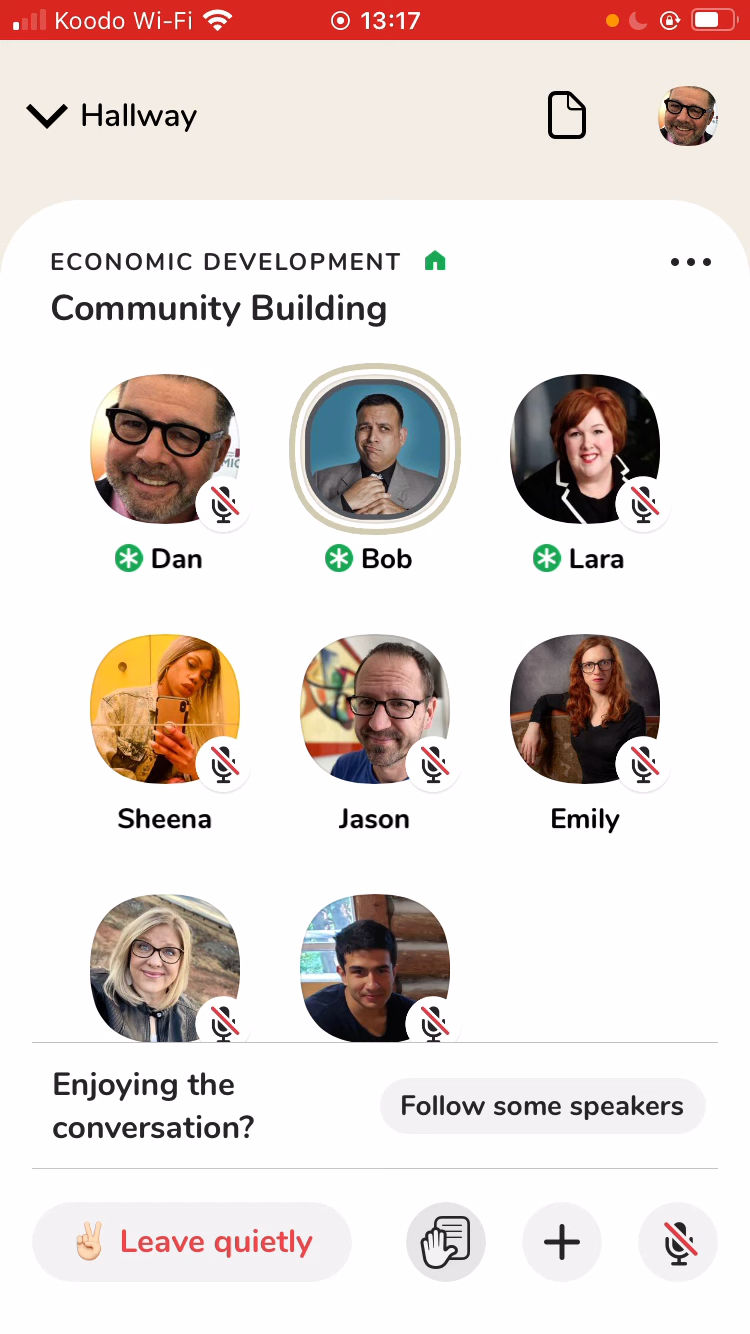 Koodo Wi-Fi 13:17
Hallway
ECONOMIC DEVELOPMENT
Community Building
Dan Bob Lara
Sheena Jason Emily
Enjoying the
conversation?
Follow some speakers
Leave quietly